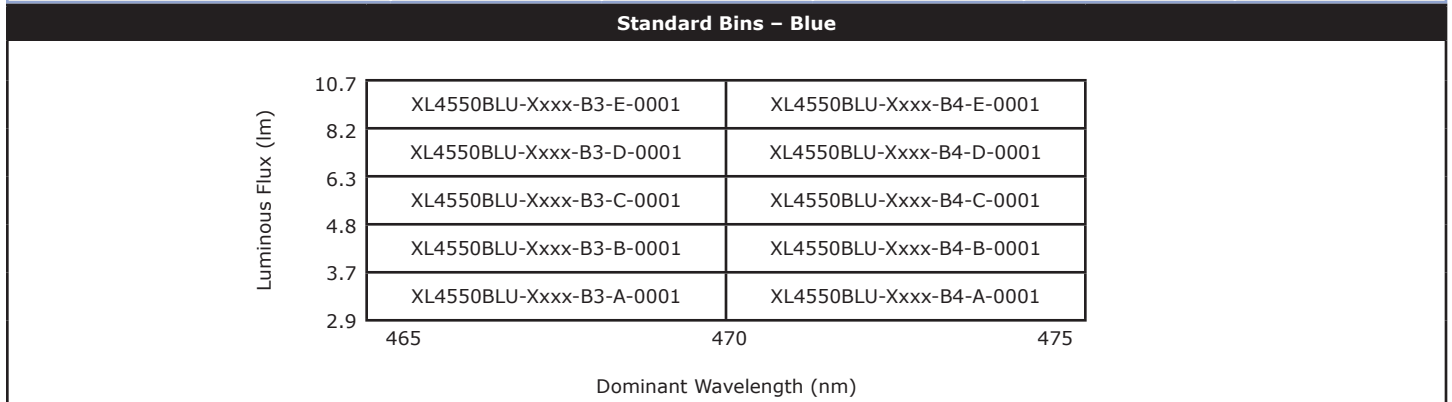 Standard Bins – Blue
Luminous Flux (lm)
10.7
XL4550BLU-Xxxx-B3-E-0001 XL4550BLU-Xxxx-B4-E-0001
8.2
XL4550BLU-Xxxx-B3-D-0001 XL4550BLU-Xxxx-B4-D-0001
6.3
XL4550BLU-Xxxx-B3-C-0001 XL4550BLU-Xxxx-B4-C-0001
4.8
XL4550BLU-Xxxx-B3-B-0001 XL4550BLU-Xxxx-B4-B-0001
3.7
XL4550BLU-Xxxx-B3-A-0001 XL4550BLU-Xxxx-B4-A-0001
2.9
465 470 475
Dominant Wavelength (nm)